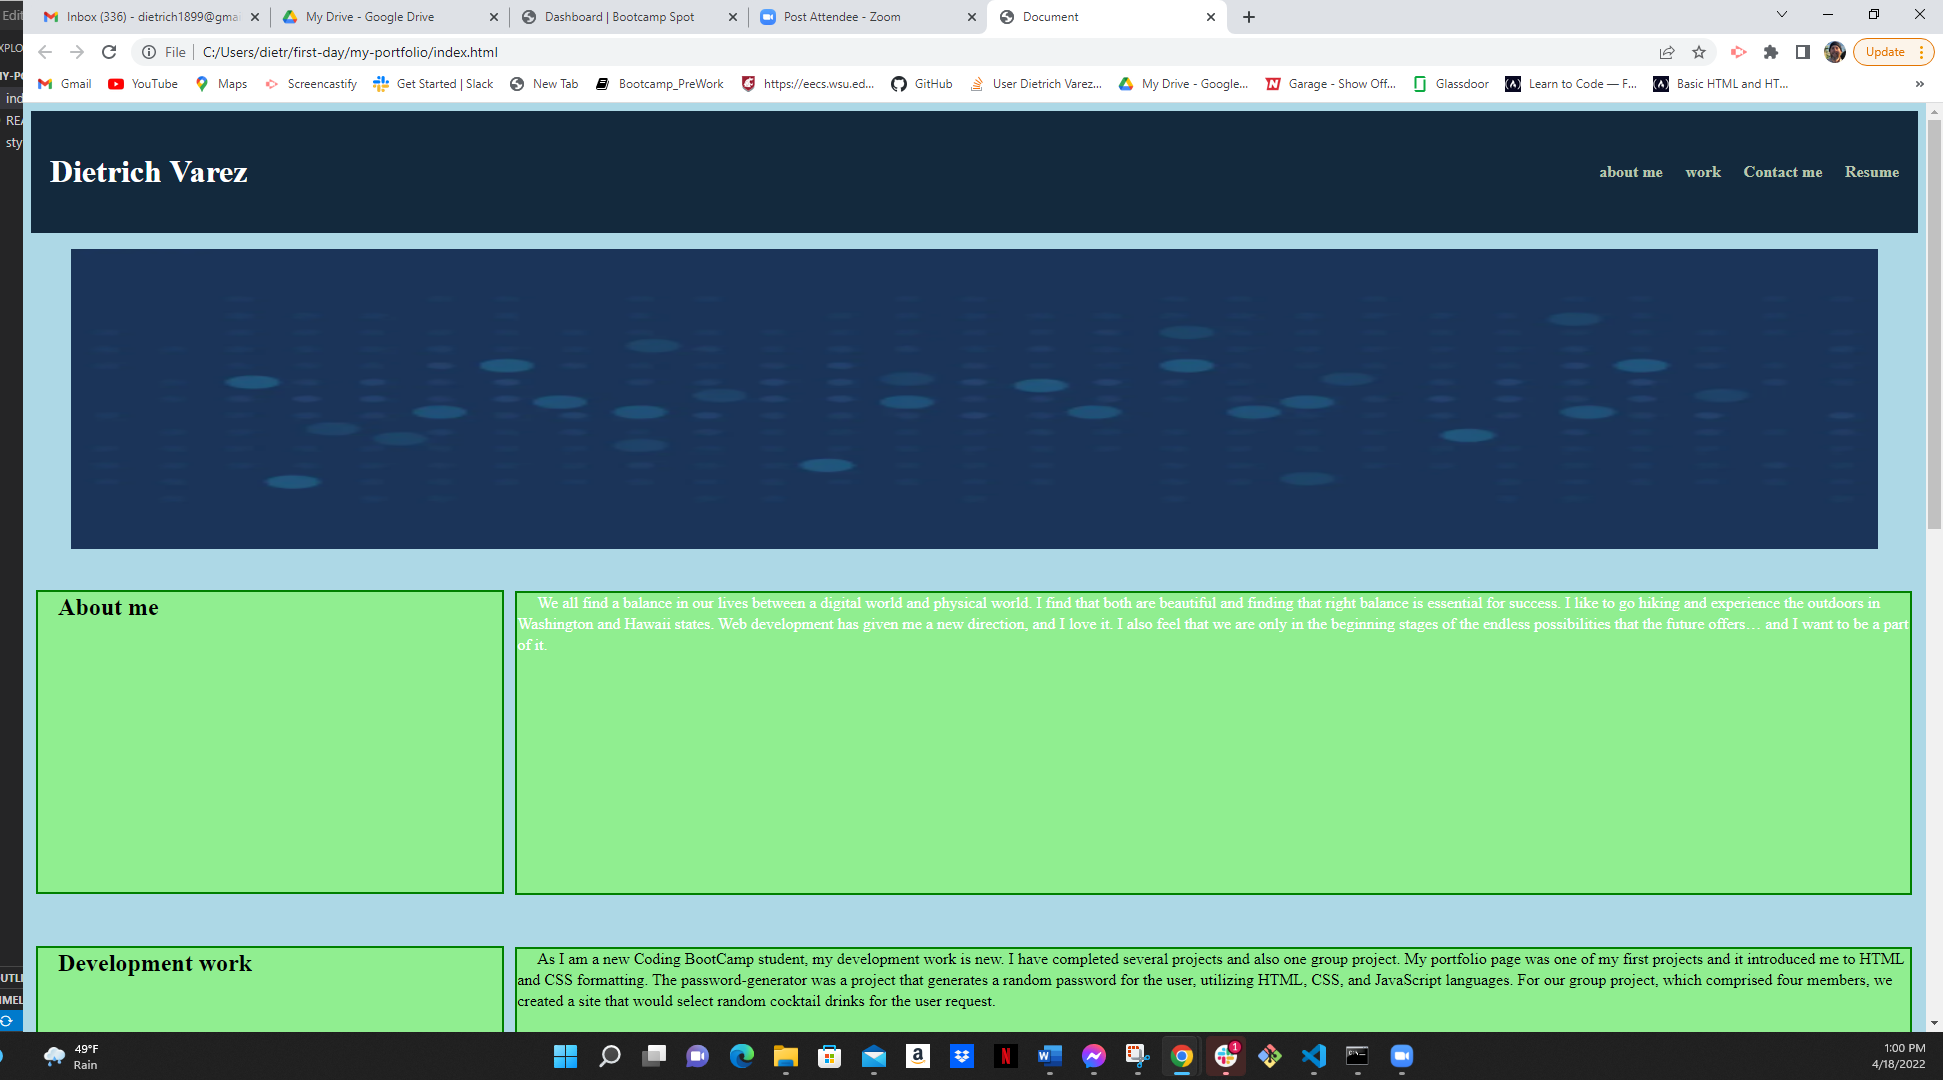 Edit
Inbox (336) - dietrich1899@gma
My Drive - Google Drive
Dashboard | Bootcamp Spot
Post Attendee - Zoom
Document
XPLO
File
C:/Users/dietr/first-day/my-portfolio/index.html
Update
MY-PO
Gmail
YouTube
Maps
Screencastify
Get Started | Slack
New Tab
Bootcamp_PreWork
https://eecs.wsu.ed...
GitHub
User Dietrich Varez...
My Drive - Google...
Garage - Show Off...
Glassdoor
Learn to Code — F...
Basic HTML and HT...
»
ind
REA
sty
Dietrich Varez
about me
work
Contact me
Resume
About me
We all find a balance in our lives between a digital world and physical world. I find that both are beautiful and finding that right balance is essential for success. I like to go hiking and experience the outdoors in
Washington and Hawaii states. Web development has given me a new direction, and I love it. I also feel that we are only in the beginning stages of the endless possibilities that the future offers… and I want to be a part
of it.
Development work
As I am a new Coding BootCamp student, my development work is new. I have completed several projects and also one group project. My portfolio page was one of my first projects and it introduced me to HTML
and CSS formatting. The password-generator was a project that generates a random password for the user, utilizing HTML, CSS, and JavaScript languages. For our group project, which comprised four members, we
created a site that would select random cocktail drinks for the user request.
UTLI
IMEL
49°F
Rain
1
1:00 PM
4/18/2022